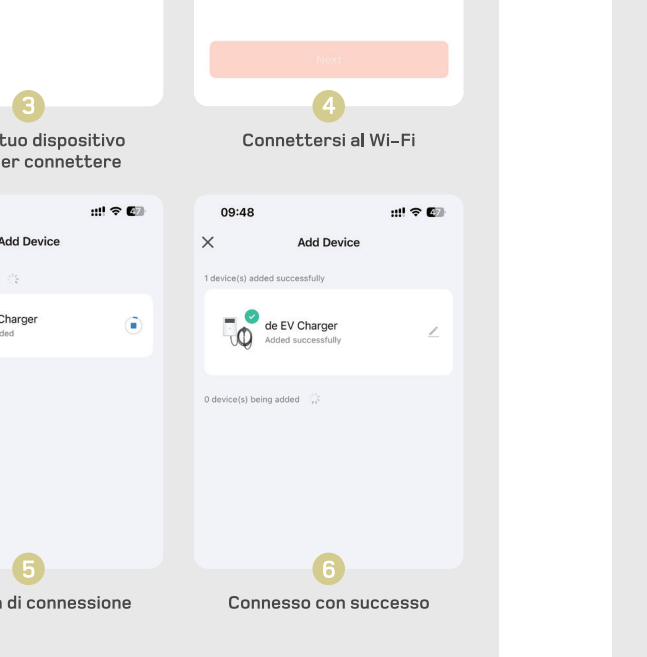 Next
3
4
tuo dispositivo
er connettere
Connettersi al Wi-Fi
47
Add Device
Charger
5
di connessione
09:48
47
Add Device
1 device(s) added successfully
de EV Charger
Added successfully
0 device(s) being added
6
Connesso con successo